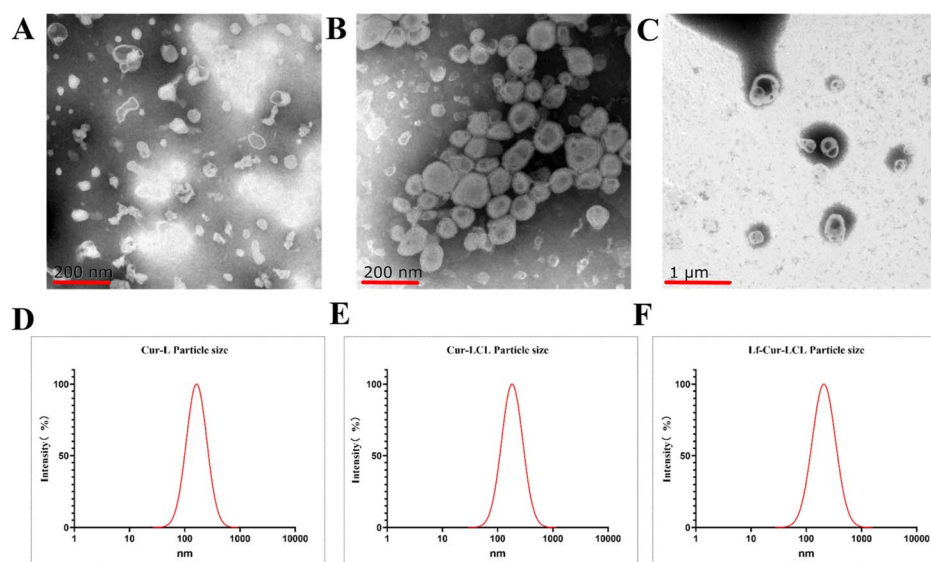 A
B
C
200 nm
200 nm
1 μm
D
E
F
Cur-L Particle size
Intensity( %)
100
50
0
1
10
100
1000
10000
nm
Cur-LCL Particle size
Intensity( %)
100
50
0
1
10
100
1000
10000
nm
Lf-Cur-LCL Particle size
Intensity( %)
100
50
0
1
10
100
1000
10000
nm